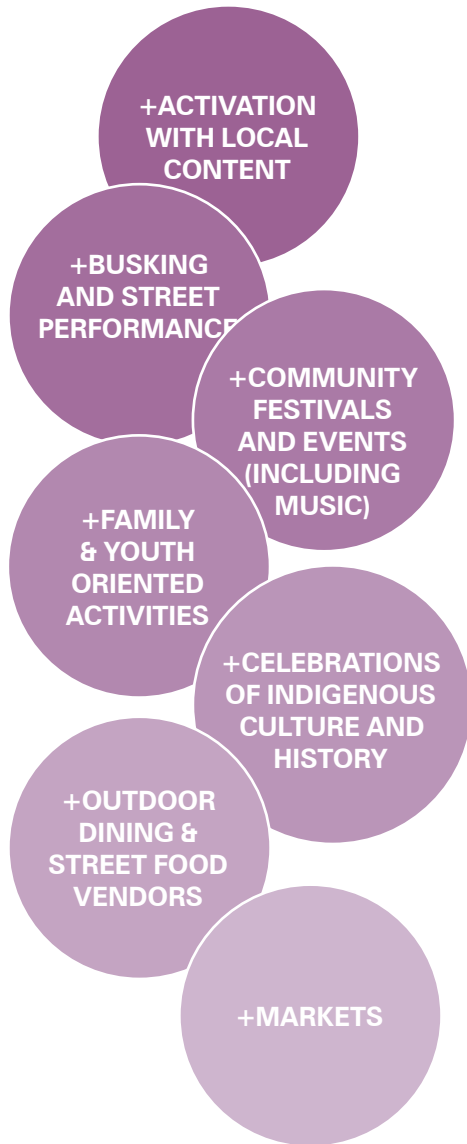 +ACTIVATION
WITH LOCAL
CONTENT
+BUSKING
AND STREET
PERFORMANCE
+COMMUNITY
FESTIVALS
AND EVENTS
(INCLUDING
MUSIC)
+FAMILY
& YOUTH
ORIENTED
ACTIVITIES
+CELEBRATIONS
OF INDIGENOUS
CULTURE AND
HISTORY
+OUTDOOR
DINING &
STREET FOOD
VENDORS
+MARKETS